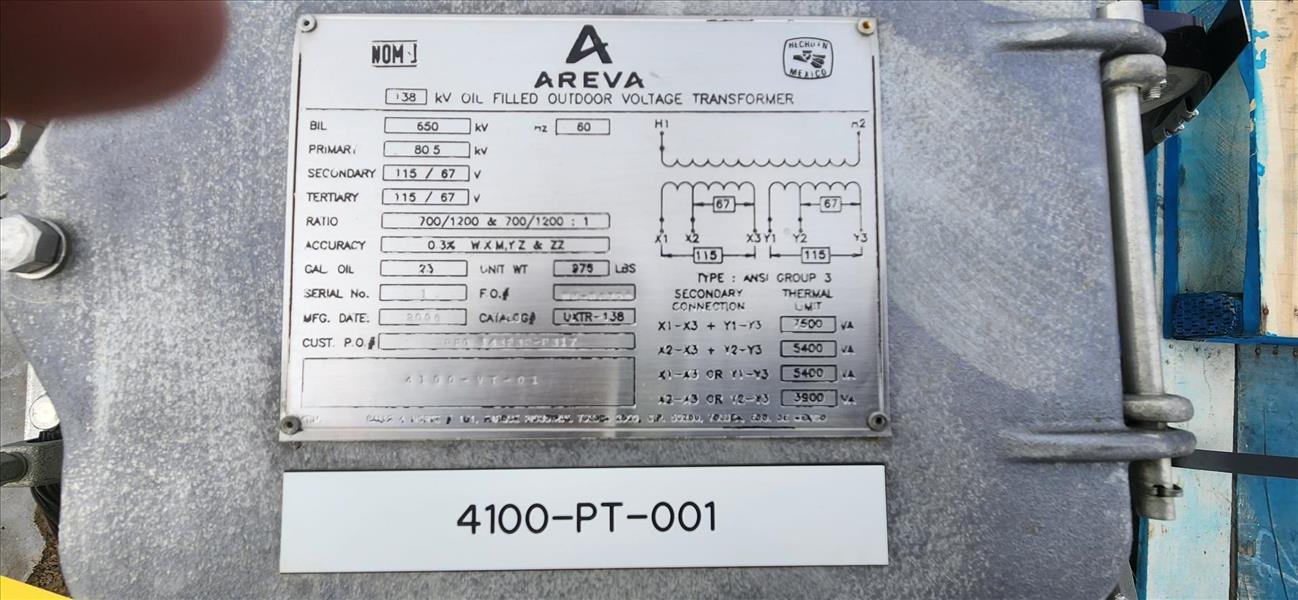 NOM
AREVA
HECHO EN MEXICO
138 kV OIL FILLED OUTDOOR VOLTAGE TRANSFORMER
BIL 650 kV HZ 60
PRIMARY 80.5 kV
SECONDARY 115 / 67 V
TERTIARY 115 / 67 V
RATIO 700/1200 & 700/1200 : 1
ACCURACY 0.3% W X M,Y Z & ZZ
GAL OIL 23 UNIT WT 975 LBS
SERIAL No. 1 F.O.#
MFG. DATE: CATALOG# UXTR-138
CUST. P.O.#
4100-VT-01
H1 H2
67 67
X1 X2 X3 Y1 Y2 Y3
115 115
TYPE : ANSI GROUP 3
SECONDARY CONNECTION THERMAL LIMIT
X1-X3 + Y1-Y3 7500 VA
X2-X3 + Y2-Y3 5400 VA
X1-X3 OR Y1-Y3 5400 VA
X2-X3 OR Y2-Y3 3900 VA
4100-PT-001